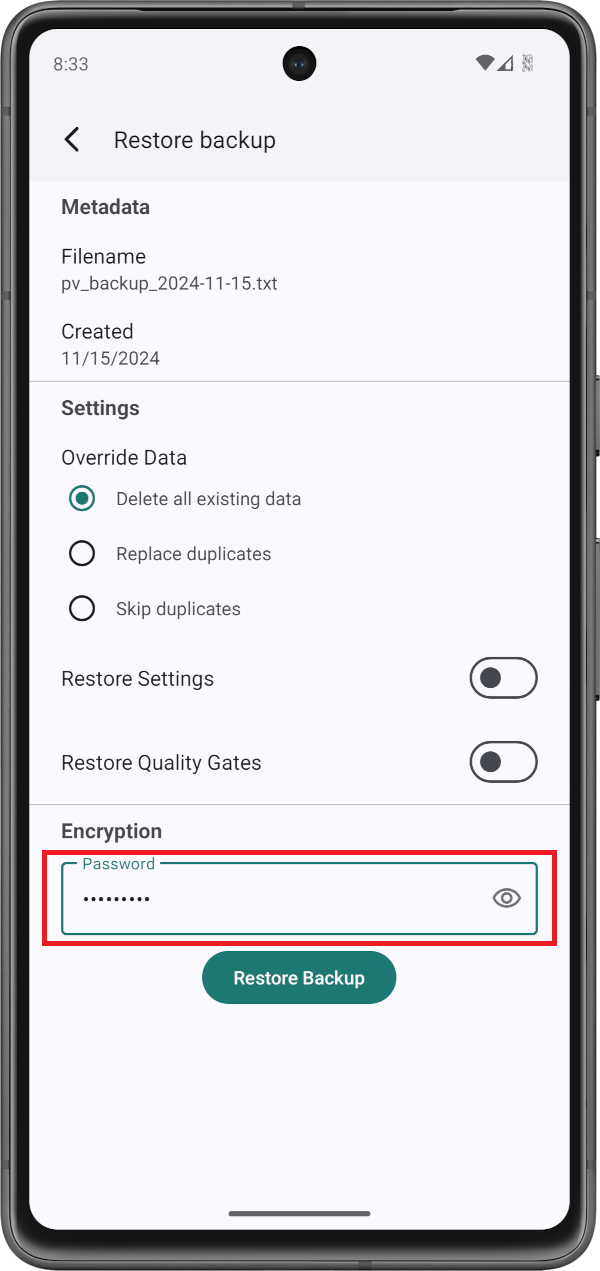 8:33
Restore backup
Metadata
Filename
pv_backup_2024-11-15.txt
Created
11/15/2024
Settings
Override Data
Delete all existing data
Replace duplicates
Skip duplicates
Restore Settings
Restore Quality Gates
Encryption
Password
•••••••••
Restore Backup